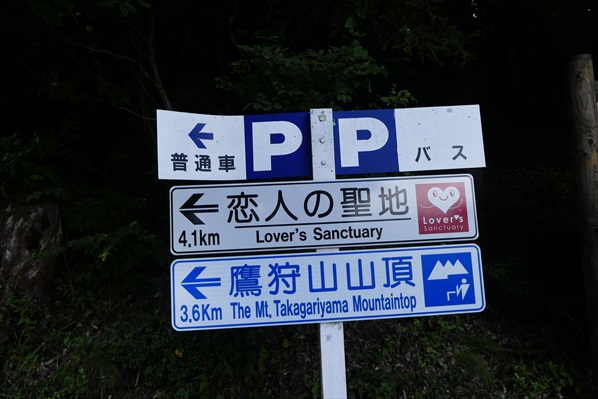 ← 普通車 P P バス
← 恋人の聖地
4.1km Lover's Sanctuary
Lover's
Sanctuary
← 鷹狩山山頂
3.6Km The Mt, Takagariyama Mountaintop